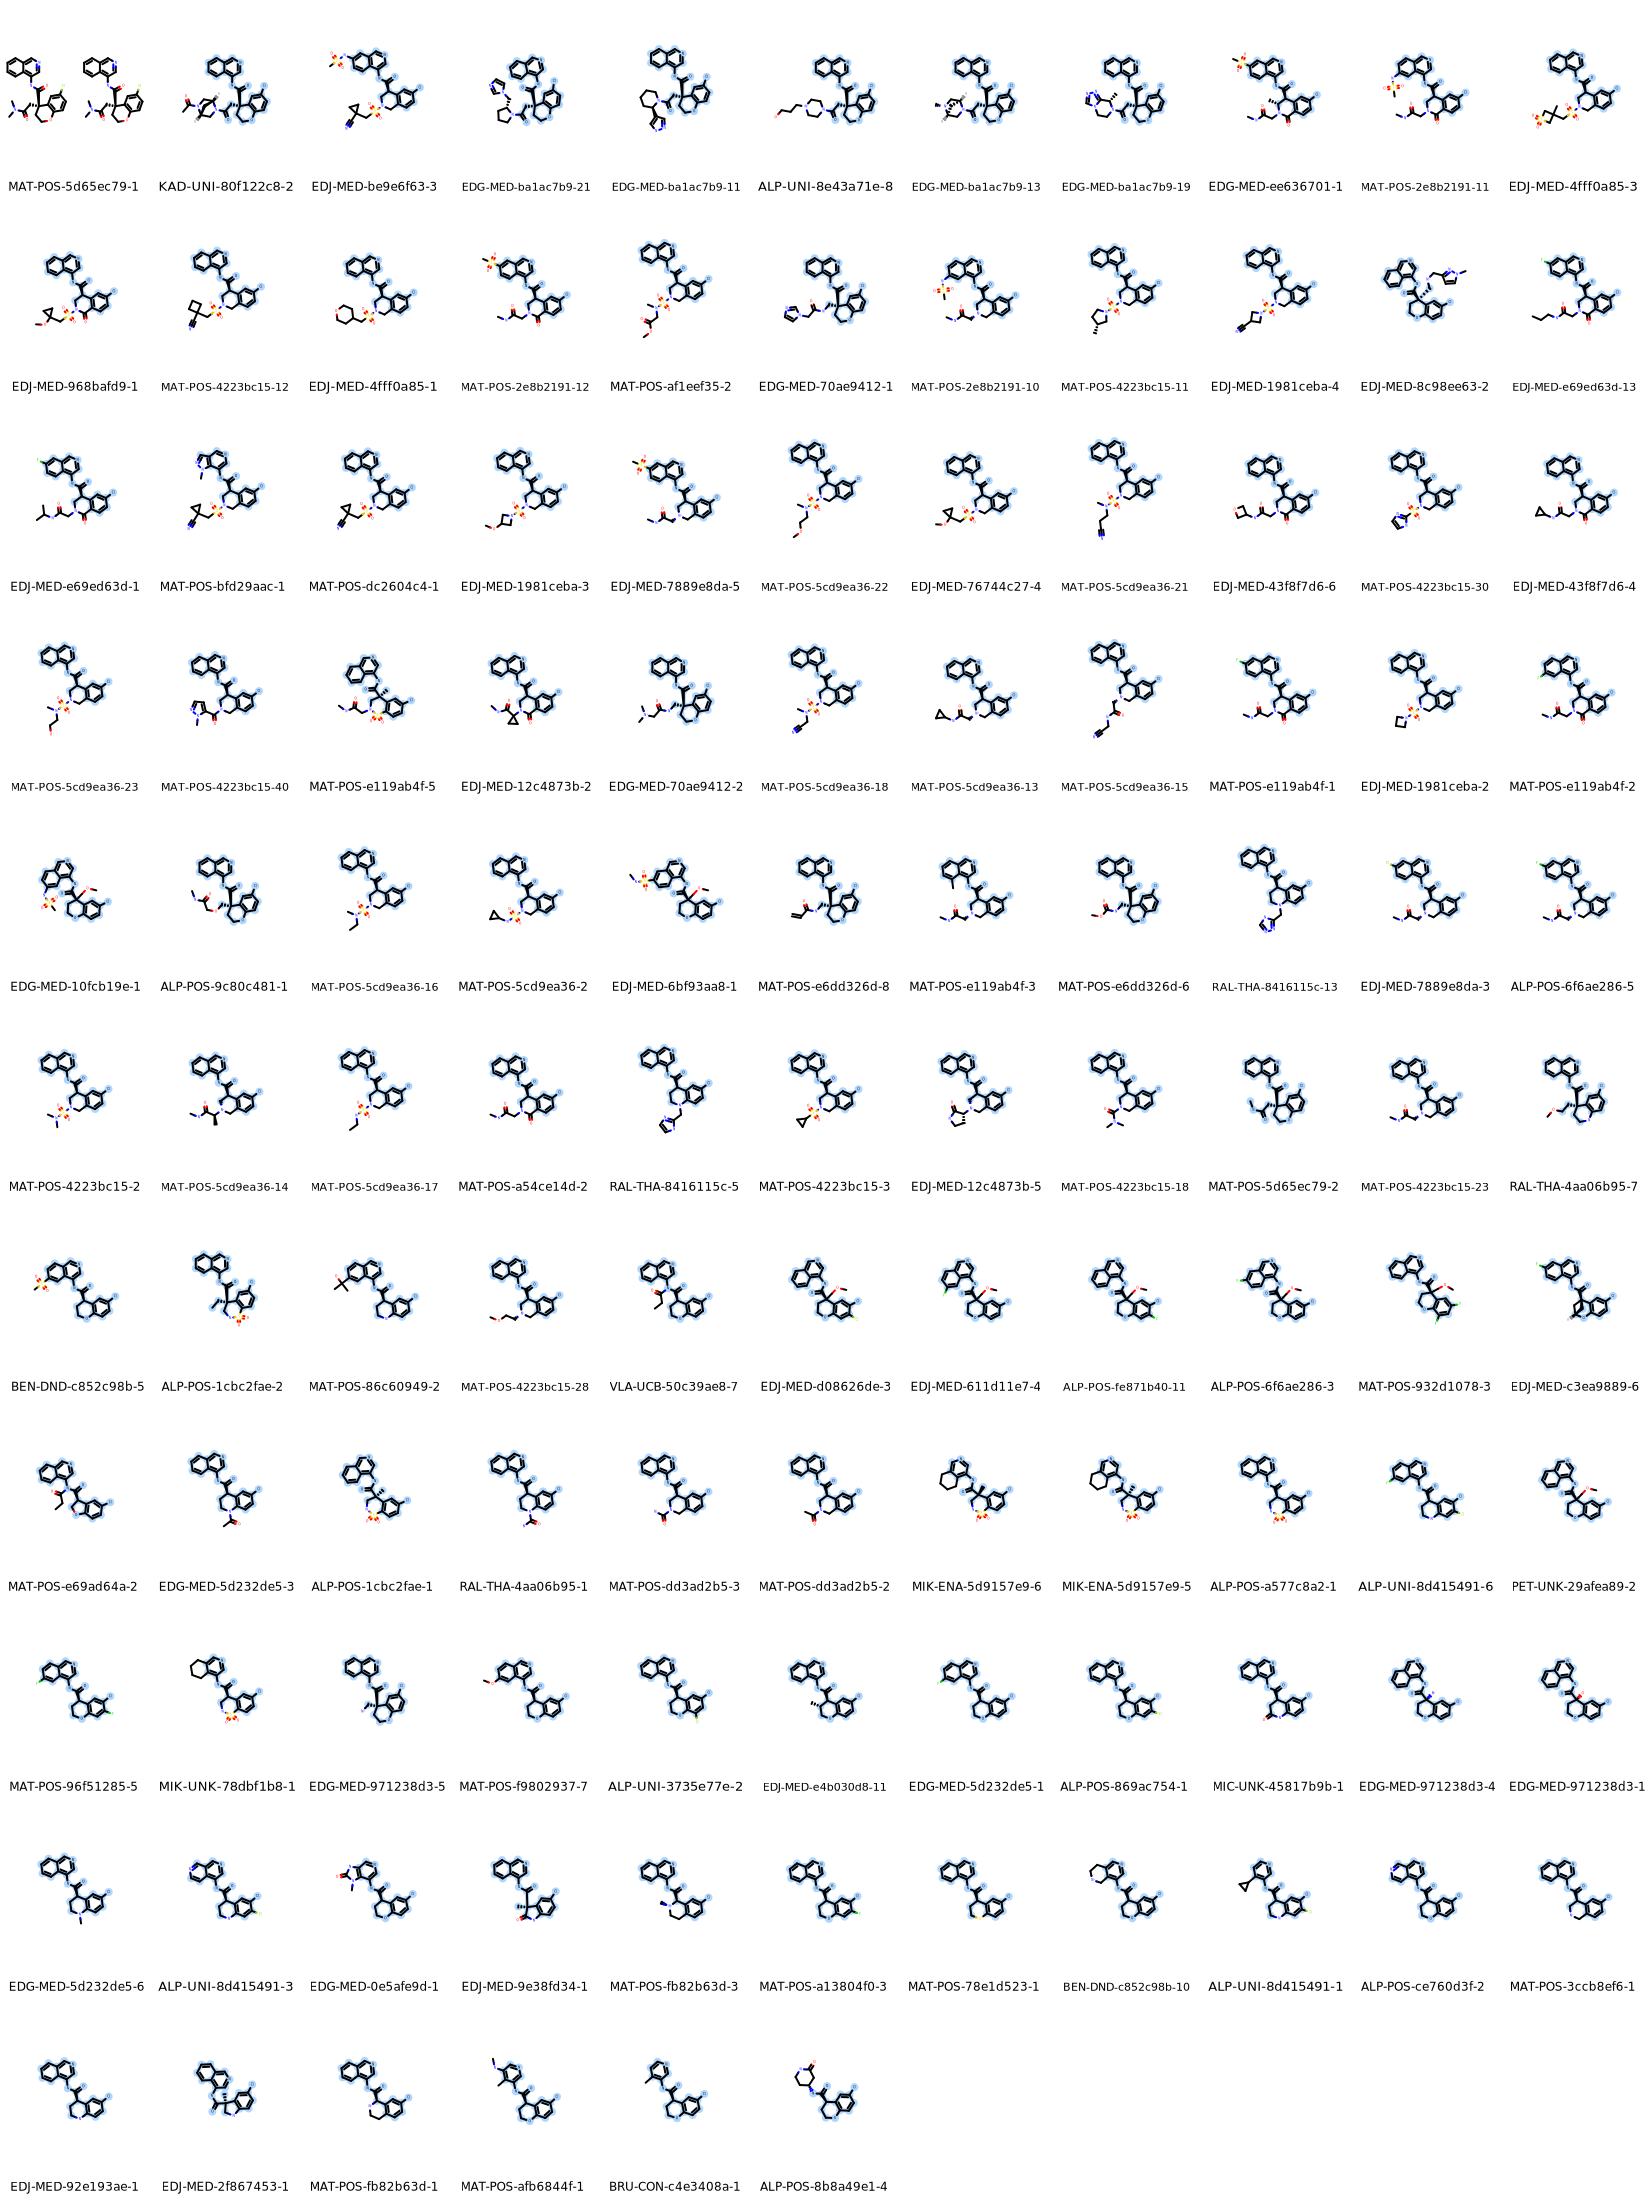 MAT-POS-5d65ec79-1 KAD-UNI-80f122c8-2 EDJ-MED-be9e6f63-3 EDG-MED-ba1ac7b9-21 EDG-MED-ba1ac7b9-11 ALP-UNI-8e43a71e-8 EDG-MED-ba1ac7b9-13 EDG-MED-ba1ac7b9-19 EDG-MED-ee636701-1 MAT-POS-2e8b2191-11 EDJ-MED-4fff0a85-3
EDJ-MED-968bafd9-1 MAT-POS-4223bc15-12 EDJ-MED-4fff0a85-1 MAT-POS-2e8b2191-12 MAT-POS-af1eef35-2 EDG-MED-70ae9412-1 MAT-POS-2e8b2191-10 MAT-POS-4223bc15-11 EDJ-MED-1981ceba-4 EDJ-MED-8c98ee63-2 EDJ-MED-e69ed63d-13
EDJ-MED-e69ed63d-1 MAT-POS-bfd29aac-1 MAT-POS-dc2604c4-1 EDJ-MED-1981ceba-3 EDJ-MED-7889e8da-5 MAT-POS-5cd9ea36-22 EDJ-MED-76744c27-4 MAT-POS-5cd9ea36-21 EDJ-MED-43f8f7d6-6 MAT-POS-4223bc15-30 EDJ-MED-43f8f7d6-4
MAT-POS-5cd9ea36-23 MAT-POS-4223bc15-40 MAT-POS-e119ab4f-5 EDJ-MED-12c4873b-2 EDG-MED-70ae9412-2 MAT-POS-5cd9ea36-18 MAT-POS-5cd9ea36-13 MAT-POS-5cd9ea36-15 MAT-POS-e119ab4f-1 EDJ-MED-1981ceba-2 MAT-POS-e119ab4f-2
EDG-MED-10fcb19e-1 ALP-POS-9c80c481-1 MAT-POS-5cd9ea36-16 MAT-POS-5cd9ea36-2 EDJ-MED-6bf93aa8-1 MAT-POS-e6dd326d-8 MAT-POS-e119ab4f-3 MAT-POS-e6dd326d-6 RAL-THA-8416115c-13 EDJ-MED-7889e8da-3 ALP-POS-6f6ae286-5
MAT-POS-4223bc15-2 MAT-POS-5cd9ea36-14 MAT-POS-5cd9ea36-17 MAT-POS-a54ce14d-2 RAL-THA-8416115c-5 MAT-POS-4223bc15-3 EDJ-MED-12c4873b-5 MAT-POS-4223bc15-18 MAT-POS-5d65ec79-2 MAT-POS-4223bc15-23 RAL-THA-4aa06b95-7
BEN-DND-c852c98b-5 ALP-POS-1cbc2fae-2 MAT-POS-86c60949-2 MAT-POS-4223bc15-28 VLA-UCB-50c39ae8-7 EDJ-MED-d08626de-3 EDJ-MED-611d11e7-4 ALP-POS-fe871b40-11 ALP-POS-6f6ae286-3 MAT-POS-932d1078-3 EDJ-MED-c3ea9889-6
MAT-POS-e69ad64a-2 EDG-MED-5d232de5-3 ALP-POS-1cbc2fae-1 RAL-THA-4aa06b95-1 MAT-POS-dd3ad2b5-3 MAT-POS-dd3ad2b5-2 MIK-ENA-5d9157e9-6 MIK-ENA-5d9157e9-5 ALP-POS-a577c8a2-1 ALP-UNI-8d415491-6 PET-UNK-29afea89-2
MAT-POS-96f51285-5 MIK-UNK-78dbf1b8-1 EDG-MED-971238d3-5 MAT-POS-f9802937-7 ALP-UNI-3735e77e-2 EDJ-MED-e4b030d8-11 EDG-MED-5d232de5-1 ALP-POS-869ac754-1 MIC-UNK-45817b9b-1 EDG-MED-971238d3-4 EDG-MED-971238d3-1
EDG-MED-5d232de5-6 ALP-UNI-8d415491-3 EDG-MED-0e5afe9d-1 EDJ-MED-9e38fd34-1 MAT-POS-fb82b63d-3 MAT-POS-a13804f0-3 MAT-POS-78e1d523-1 BEN-DND-c852c98b-10 ALP-UNI-8d415491-1 ALP-POS-ce760d3f-2 MAT-POS-3ccb8ef6-1
EDJ-MED-92e193ae-1 EDJ-MED-2f867453-1 MAT-POS-fb82b63d-1 MAT-POS-afb6844f-1 BRU-CON-c4e3408a-1 ALP-POS-8b8a49e1-4